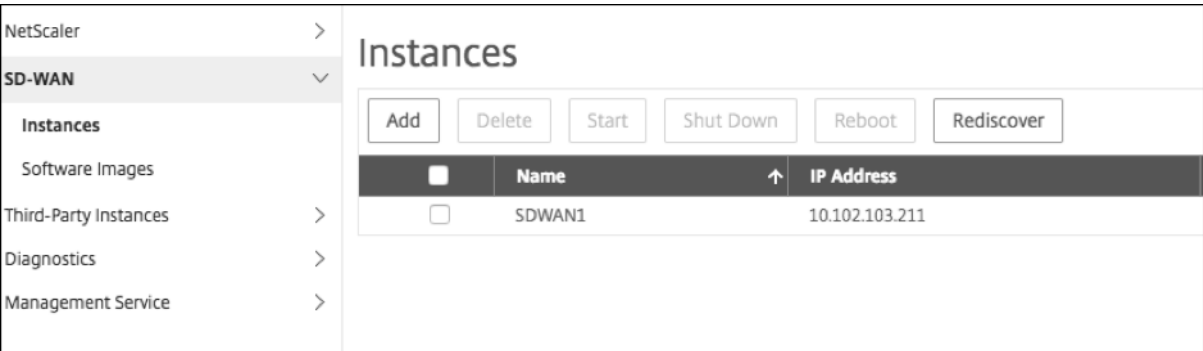 NetScaler
SD-WAN
Instances
Software Images
Third-Party Instances
Diagnostics
Management Service
Instances
Add Delete Start Shut Down Reboot Rediscover
Name IP Address
SDWAN1 10.102.103.211